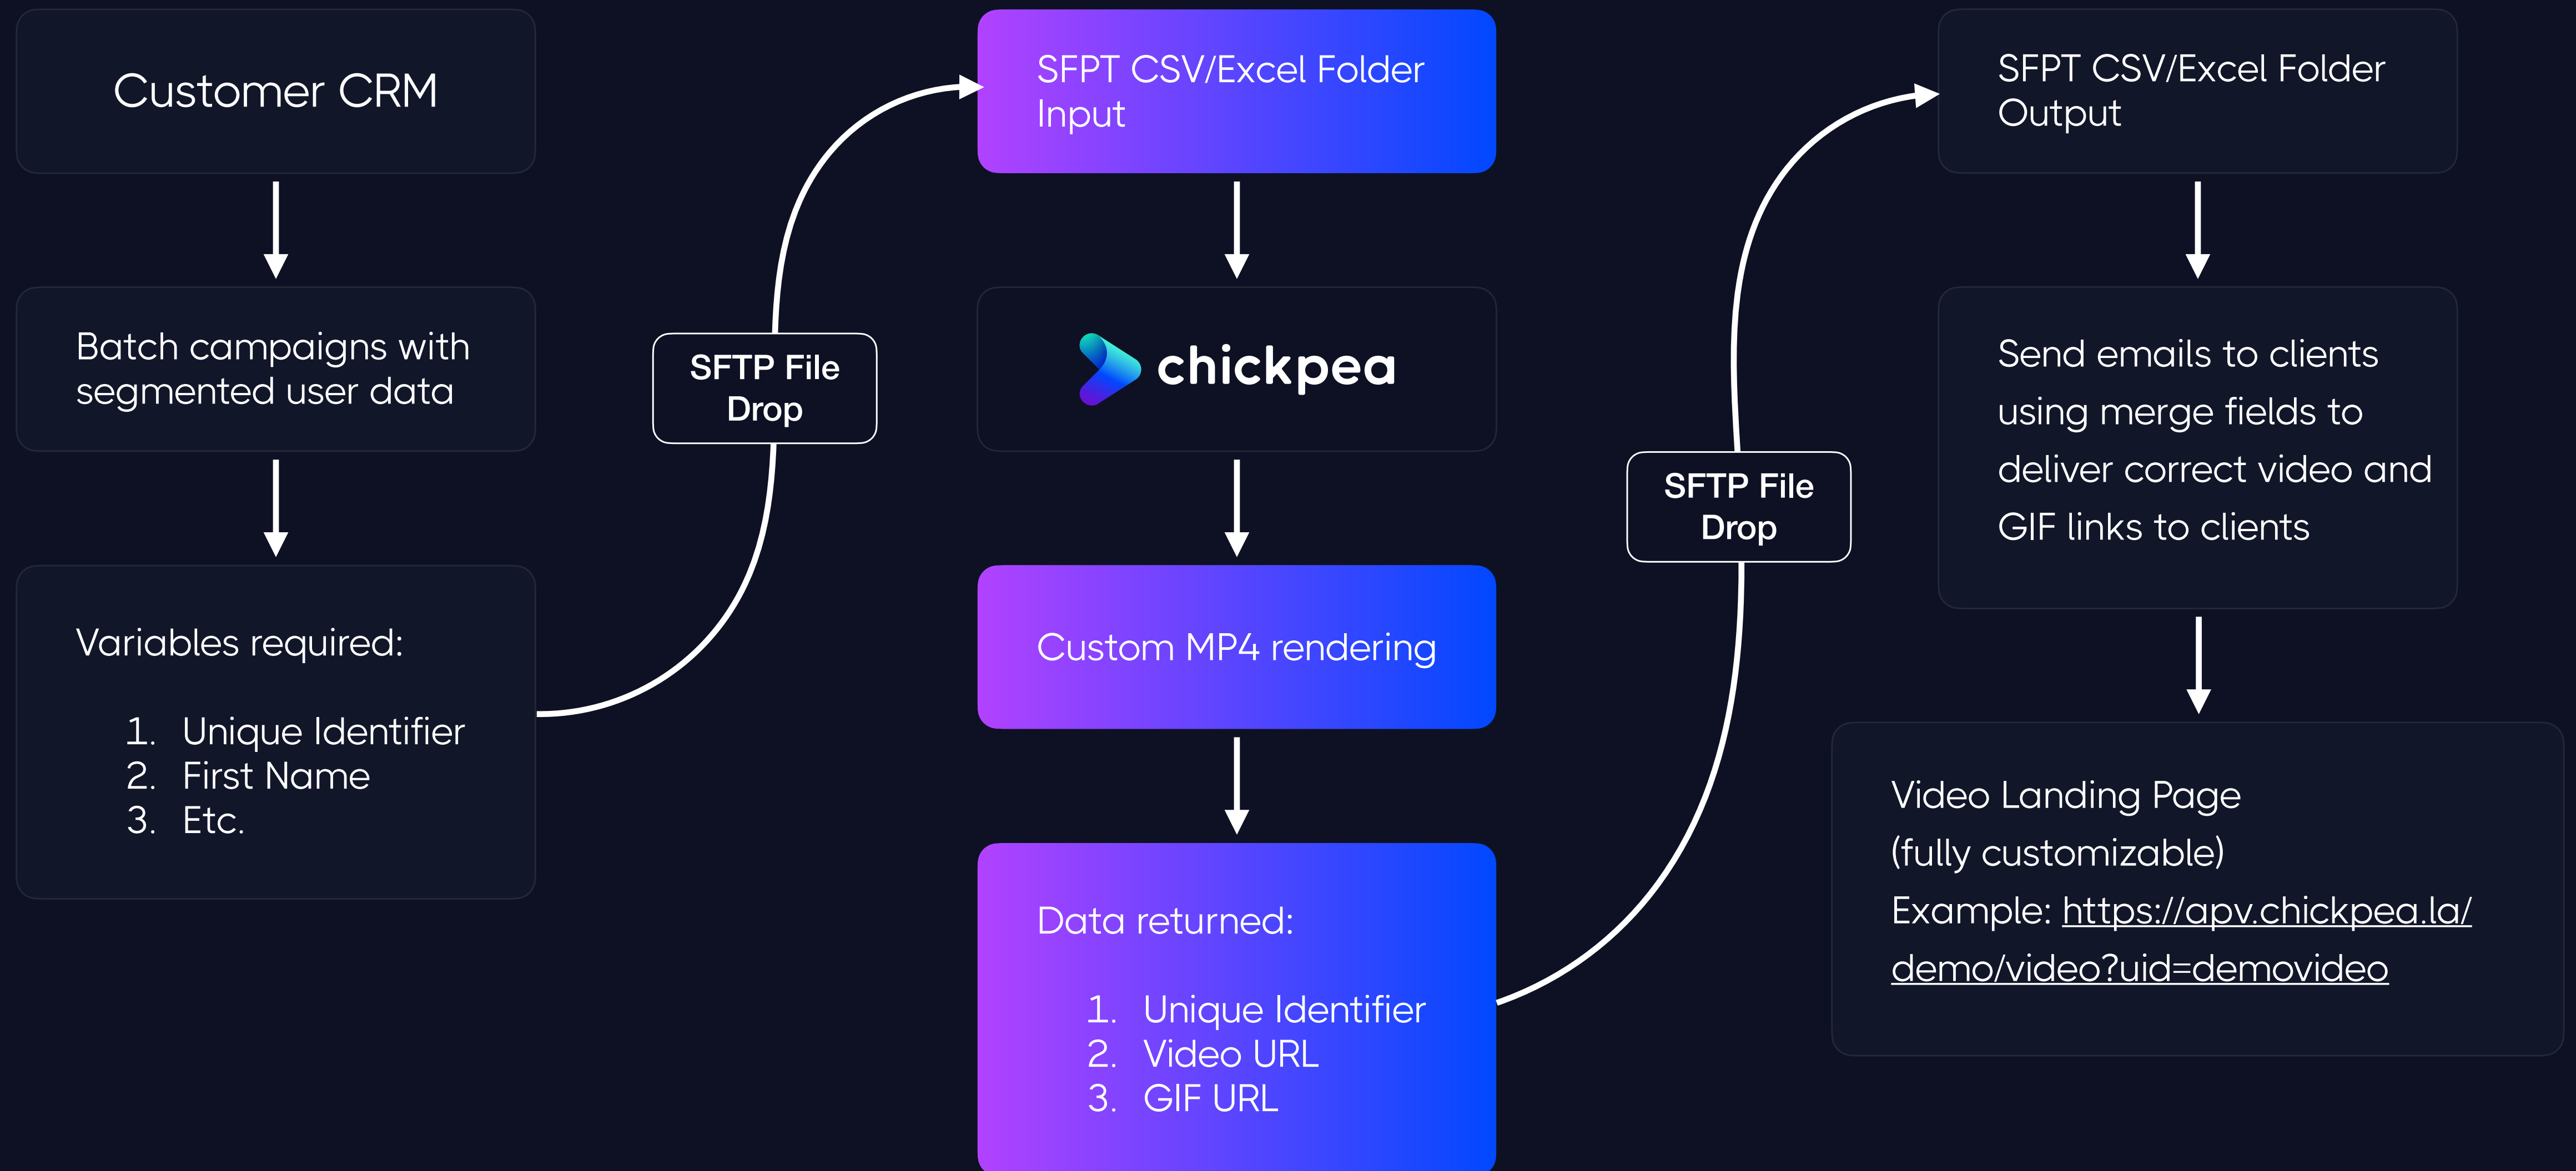 Customer CRM
Batch campaigns with
segmented user data
Variables required:
1. Unique Identifier
2. First Name
3. Etc.
SFTP File
Drop
SFPT CSV/Excel Folder
Input
chickpea
Custom MP4 rendering
Data returned:
1. Unique Identifier
2. Video URL
3. GIF URL
SFTP File
Drop
SFPT CSV/Excel Folder
Output
Send emails to clients
using merge fields to
deliver correct video and
GIF links to clients
Video Landing Page
(fully customizable)
Example: https://apv.chickpea.la/
demo/video?uid=demovideo